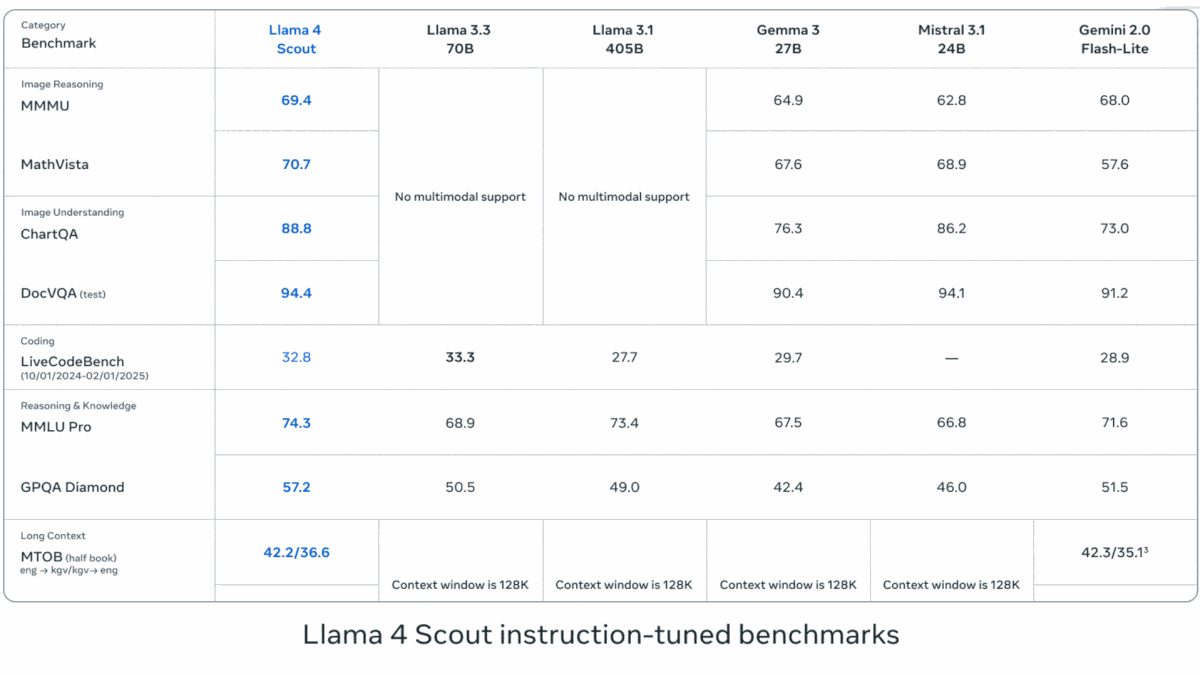 Category
Benchmark
Llama 4
Scout
Llama 3.3
70B
Llama 3.1
405B
Gemma 3
27B
Mistral 3.1
24B
Gemini 2.0
Flash-Lite
Image Reasoning
MMMU
69.4
64.9
62.8
68.0
MathVista
70.7
67.6
68.9
57.6
No multimodal support
No multimodal support
Image Understanding
ChartQA
88.8
76.3
86.2
73.0
DocVQA (test)
94.4
90.4
94.1
91.2
Coding
LiveCodeBench
(10/01/2024-02/01/2025)
32.8
33.3
27.7
29.7
—
28.9
Reasoning & Knowledge
MMLU Pro
74.3
68.9
73.4
67.5
66.8
71.6
GPQA Diamond
57.2
50.5
49.0
42.4
46.0
51.5
Long Context
MTOB (half book)
eng → kgv/kgv→ eng
42.2/36.6
Context window is 128K
Context window is 128K
Context window is 128K
Context window is 128K
42.3/35.1³
Llama 4 Scout instruction-tuned benchmarks